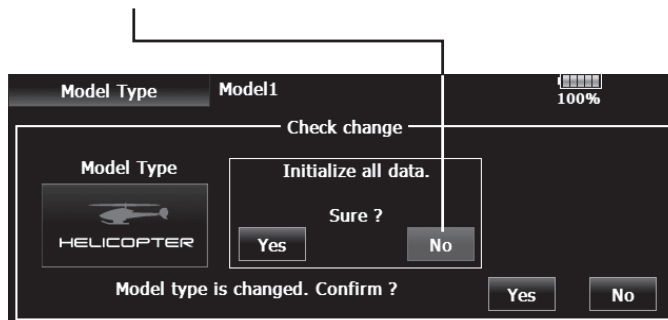 Model Type Model1 100%
Check change
Model Type
Initialize all data.
Sure ?
HELICOPTER
Yes No
Model type is changed. Confirm ? Yes No